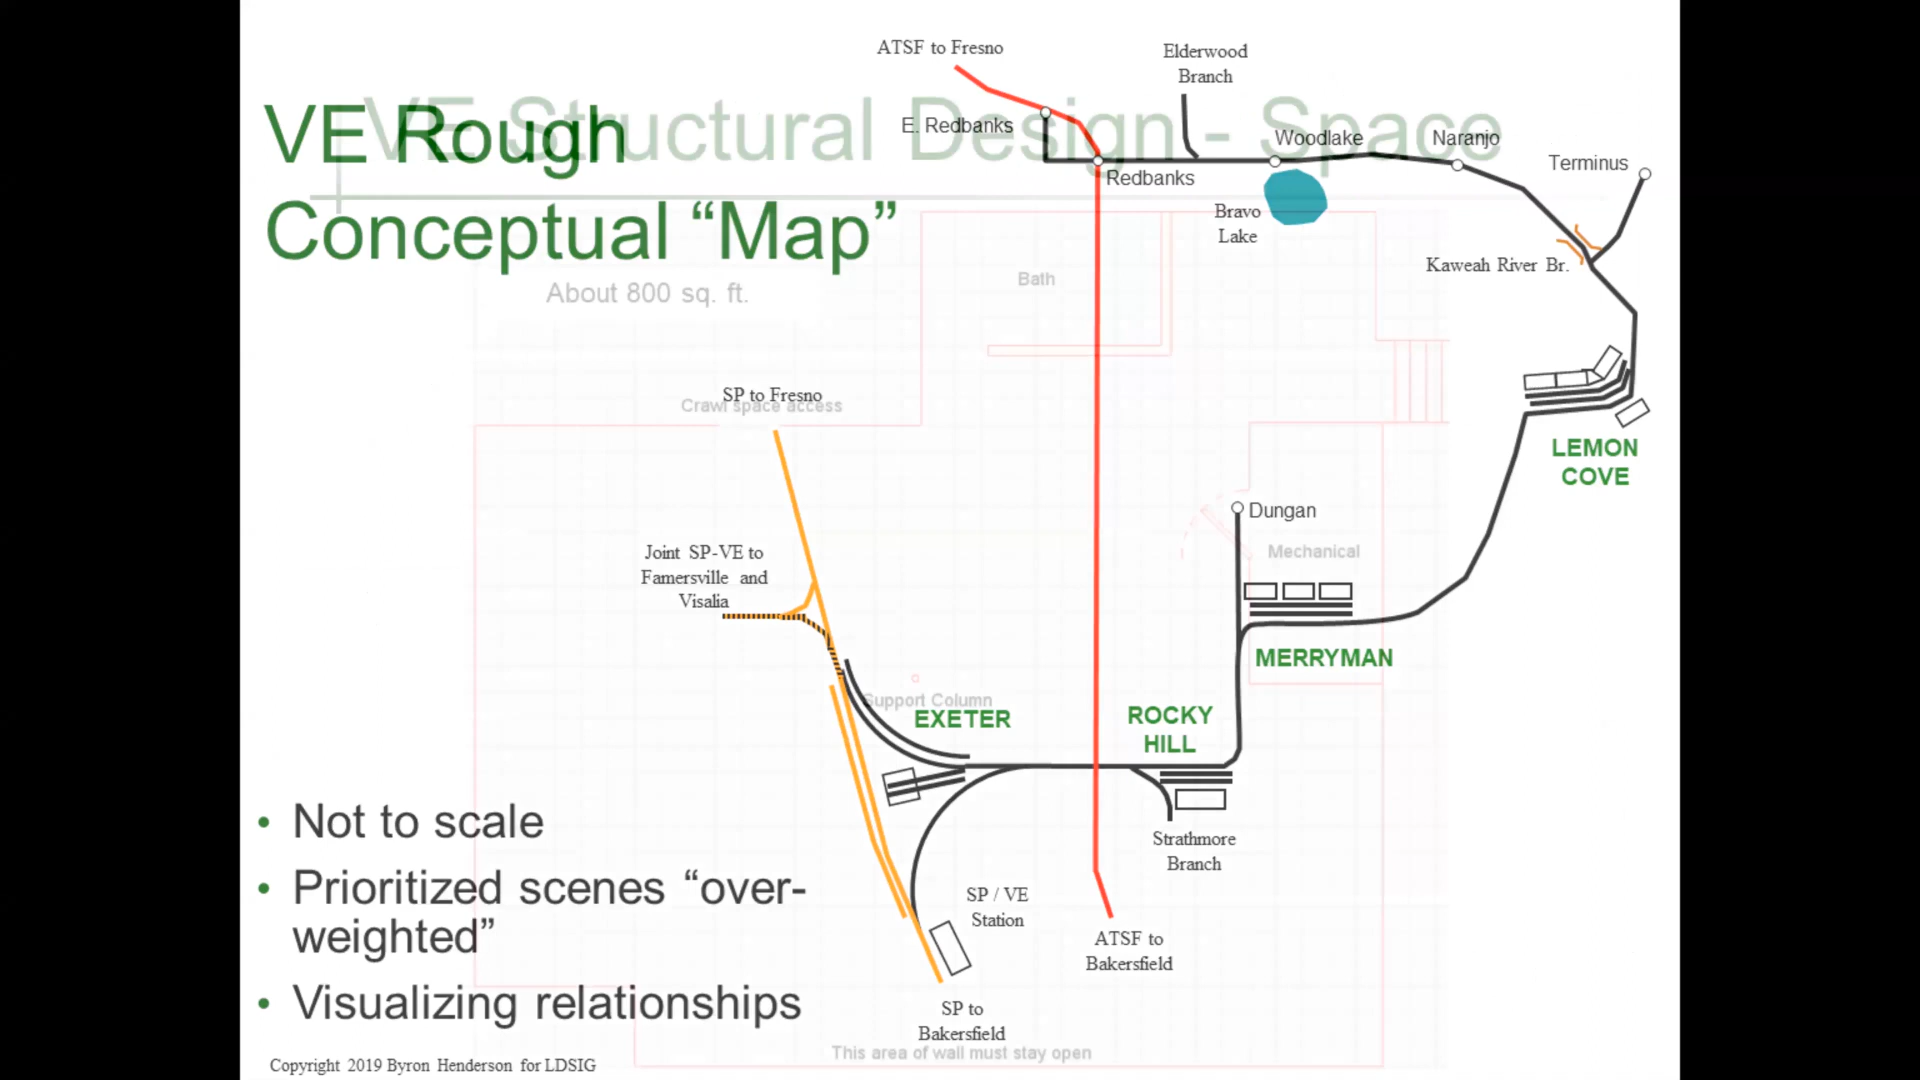 VE Rough
Conceptual “Map”
VE Structural Design - Space
About 800 sq. ft.
ATSF to Fresno
Elderwood
Branch
E. Redbanks
Woodlake
Naranjo
Terminus
Redbanks
Bravo
Lake
Kaweah River Br.
Bath
SP to Fresno
Crawl space access
LEMON
COVE
Dungan
Mechanical
Joint SP-VE to
Famersville and
Visalia
MERRYMAN
Support Column
EXETER
ROCKY
HILL
Strathmore
Branch
SP / VE
Station
ATSF to
Bakersfield
SP to
Bakersfield
This area of wall must stay open
• Not to scale
• Prioritized scenes “over-
weighted”
• Visualizing relationships
Copyright 2019 Byron Henderson for LDSIG